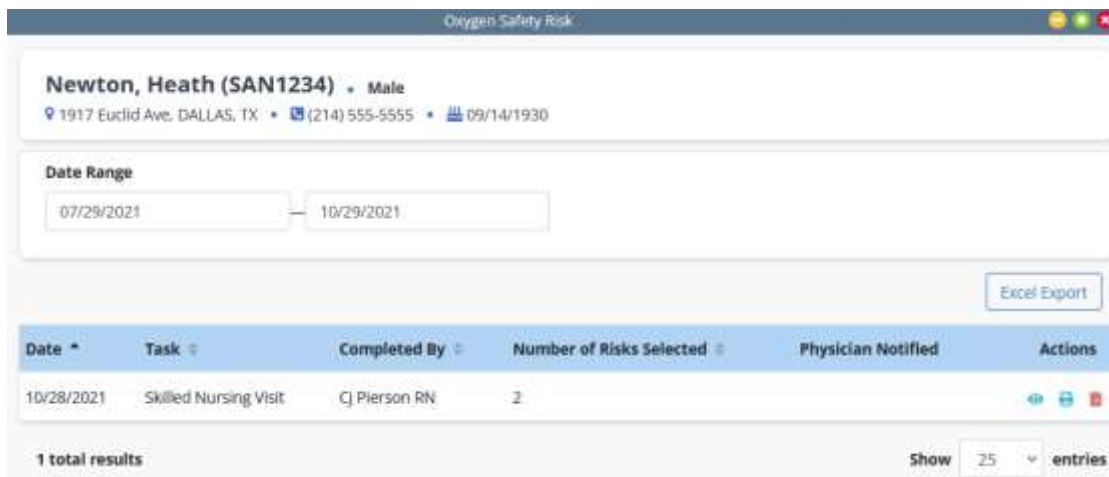 Oxygen Safety Risk
Newton, Heath (SAN1234) • Male
1917 Euclid Ave, DALLAS, TX • (214) 555-5555 • 09/14/1930
Date Range
07/29/2021 — 10/29/2021
Excel Export
Date Task Completed By Number of Risks Selected Physician Notified Actions
10/28/2021 Skilled Nursing Visit CJ Pierson RN 2
1 total results Show 25 entries